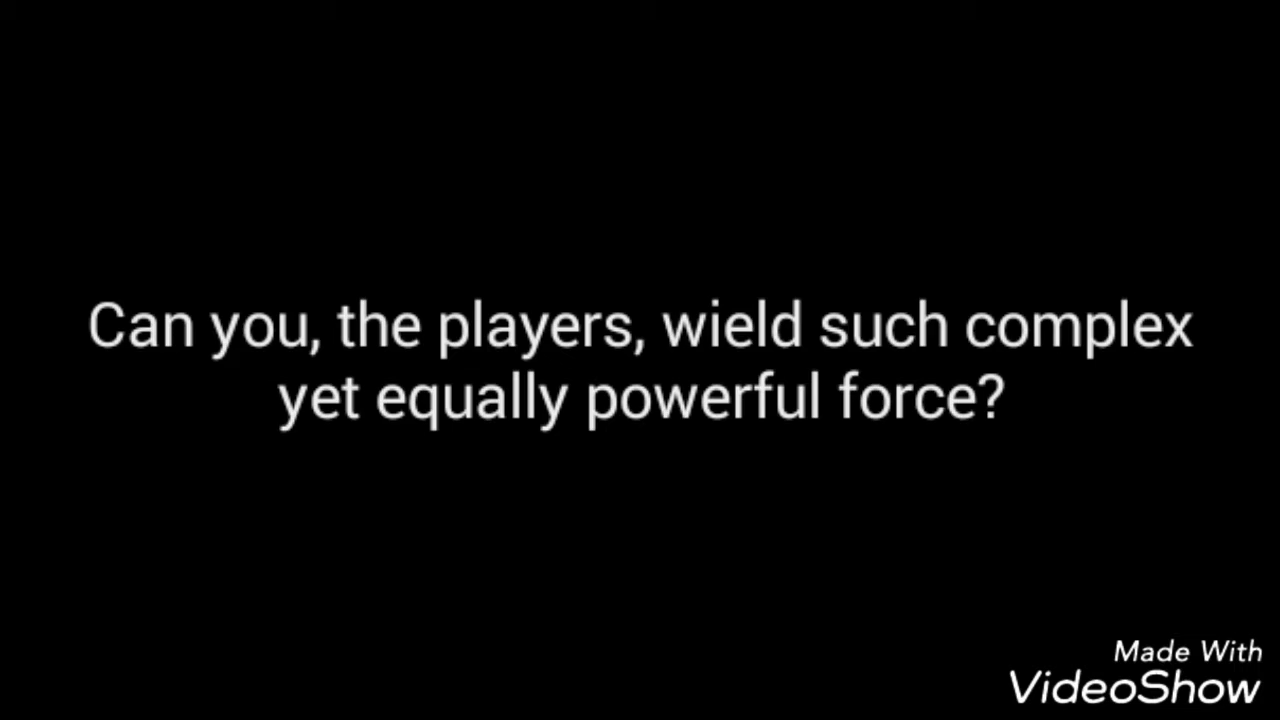 Can you, the players, wield such complex
yet equally powerful force?
Made With
VideoShow